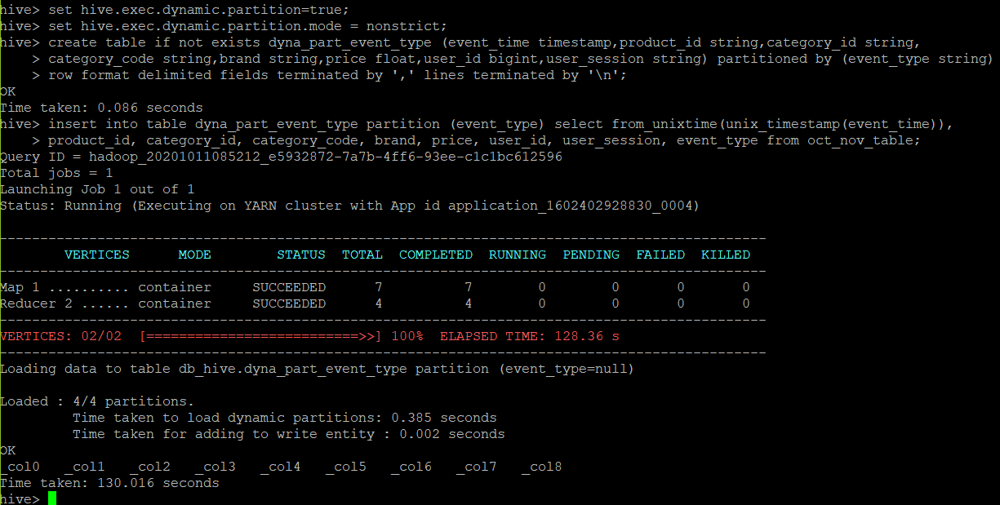 hive> set hive.exec.dynamic.partition=true;
hive> set hive.exec.dynamic.partition.mode = nonstrict;
hive> create table if not exists dyna_part_event_type (event_time timestamp,product_id string,category_id string,
    > category_code string,brand string,price float,user_id bigint,user_session string) partitioned by (event_type string)
    > row format delimited fields terminated by ',' lines terminated by '\n';
OK
Time taken: 0.086 seconds
hive> insert into table dyna_part_event_type partition (event_type) select from_unixtime(unix_timestamp(event_time)),
    > product_id, category_id, category_code, brand, price, user_id, user_session, event_type from oct_nov_table;
Query ID = hadoop_20201011085212_e5932872-7a7b-4ff6-93ee-c1c1bc612596
Total jobs = 1
Launching Job 1 out of 1
Status: Running (Executing on YARN cluster with App id application_1602402928830_0004)
----------------------------------------------------------------------------------------------
        VERTICES      MODE        STATUS  TOTAL  COMPLETED  RUNNING  PENDING  FAILED  KILLED
----------------------------------------------------------------------------------------------
Map 1 .......... container     SUCCEEDED      7          7        0        0       0       0
Reducer 2 ...... container     SUCCEEDED      4          4        0        0       0       0
----------------------------------------------------------------------------------------------
VERTICES: 02/02  [==========================>>] 100%  ELAPSED TIME: 128.36 s
----------------------------------------------------------------------------------------------
Loading data to table db_hive.dyna_part_event_type partition (event_type=null)
Loaded : 4/4 partitions.
         Time taken to load dynamic partitions: 0.385 seconds
         Time taken for adding to write entity : 0.002 seconds
OK
_col0   _col1   _col2   _col3   _col4   _col5   _col6   _col7   _col8
Time taken: 130.016 seconds
hive>